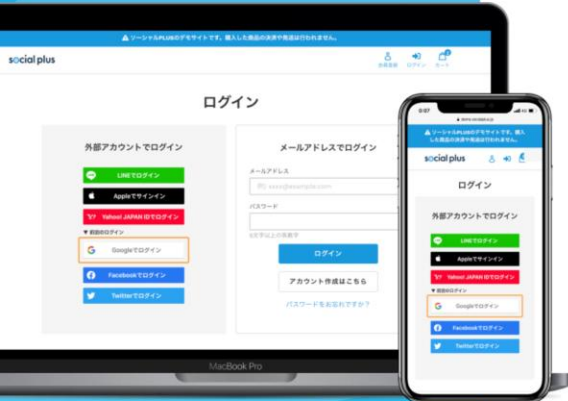 ▲ ソーシャルPLUSのデモサイトです。購入した商品の決済や発送は行われません。
social plus
会員登録 ログイン カート
ログイン
外部アカウントでログイン
LINEでログイン
Appleでサインイン
Yahoo! JAPAN IDでログイン
▼ 前回のログイン
Googleでログイン
Facebookでログイン
Twitterでログイン
メールアドレスでログイン
メールアドレス
例) xxxx@example.com
パスワード
8文字以上の英数字
ログイン
アカウント作成はこちら
パスワードをお忘れですか?
MacBook Pro
▲ ソーシャルPLUSのデモサイトです。購入
した商品の決済や発送は行われません。
social plus
ログイン
外部アカウントでログイン
LINEでログイン
Appleでサインイン
Yahoo! JAPAN IDでログイン
▼ 前回のログイン
Googleでログイン
Facebookでログイン
Twitterでログイン